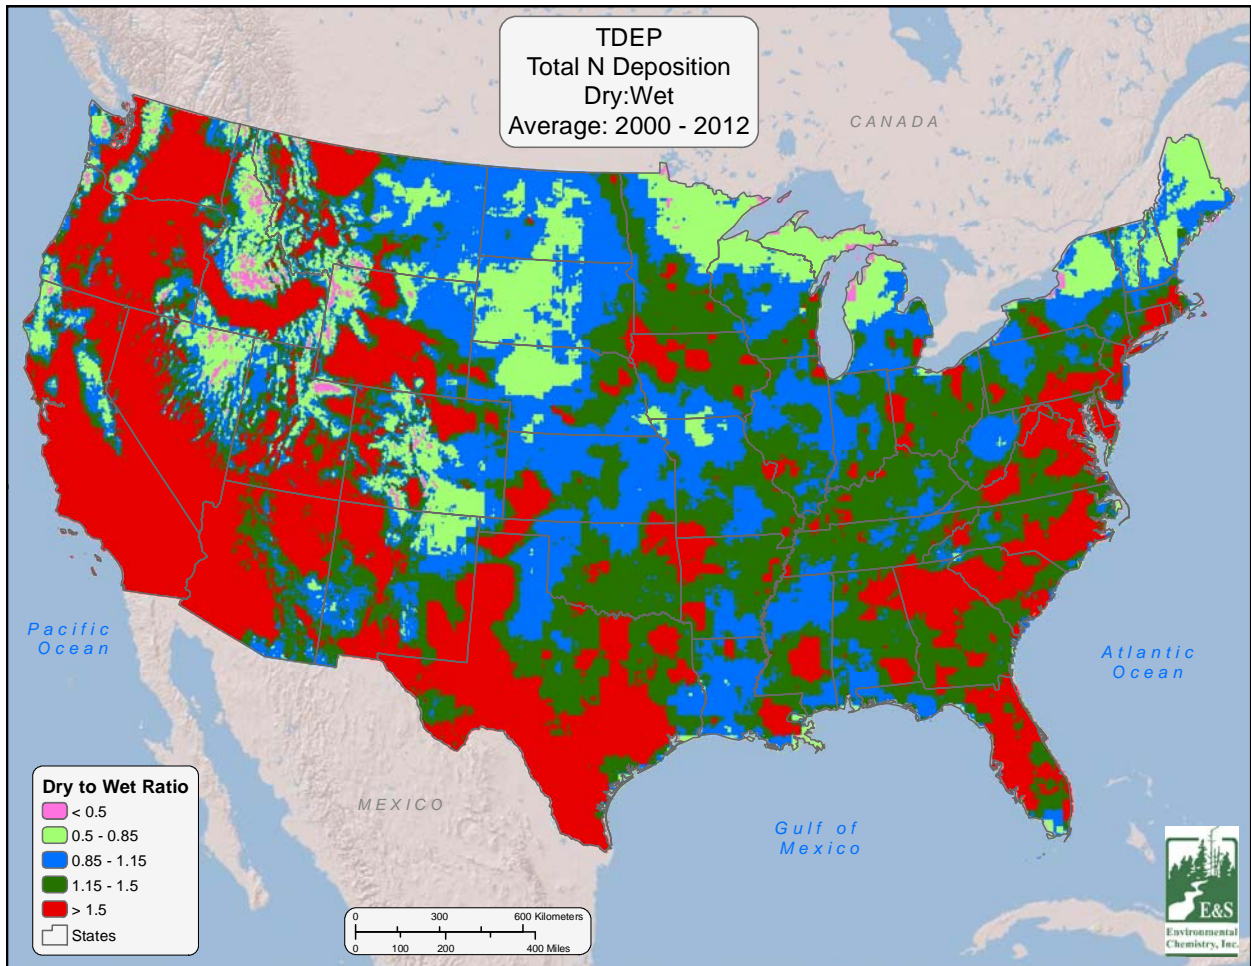 TDEP
Total N Deposition
Dry:Wet
Average: 2000 - 2012
CANADA
Pacific
Ocean
Atlantic
Ocean
MEXICO
Gulf of
Mexico
Dry to Wet Ratio
< 0.5
0.5 - 0.85
0.85 - 1.15
1.15 - 1.5
> 1.5
States
0 300 600 Kilometers
0 100 200 400 Miles
E&S
Environmental
Chemistry, Inc.